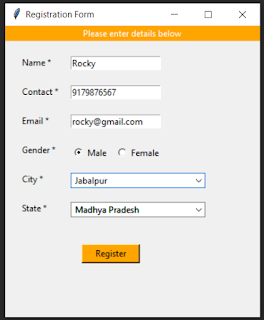 Registration Form
Please enter details below
Name * Rocky
Contact * 9179876567
Email * rocky@gmail.com
Gender * Male Female
City * Jabalpur
State * Madhya Pradesh
Register